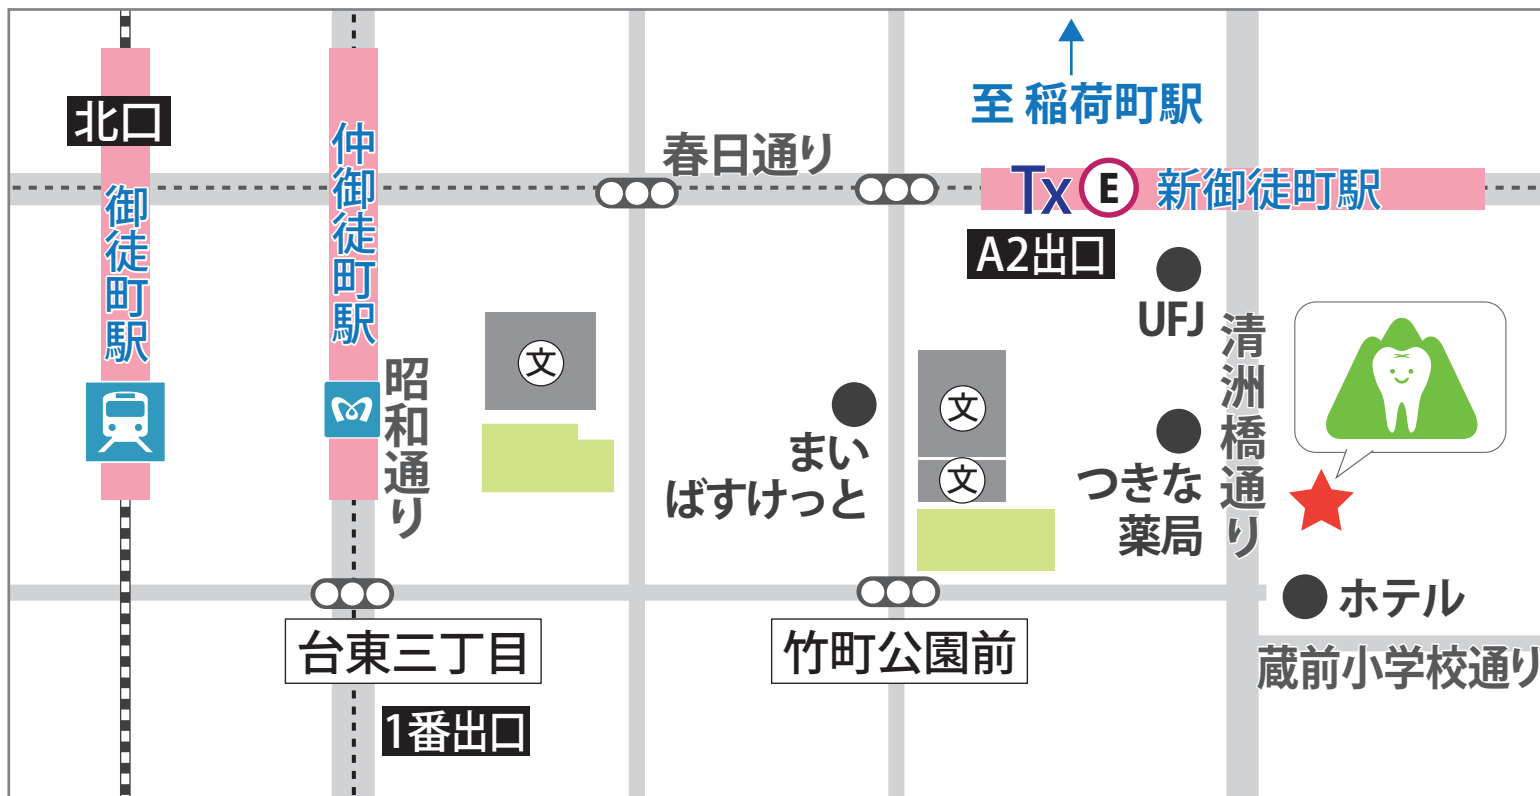 至 稲荷町駅
北口
仲御徒町駅
春日通り
御徒町駅
TX
E
新御徒町駅
A2出口
UFJ
清洲橋通り
昭和通り
文
文
文
まい
ばすけっと
つきな
薬局
ホテル
台東三丁目
竹町公園前
蔵前小学校通り
1番出口